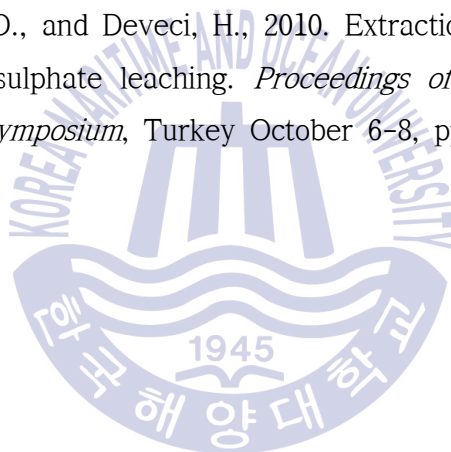 D., and Deveci, H., 2010. Extractio
sulphate leaching. Proceedings of
ymposium, Turkey October 6-8, p
KOREA MARITIME AND OCEAN UNIVERSITY
1945
한국해양대학교